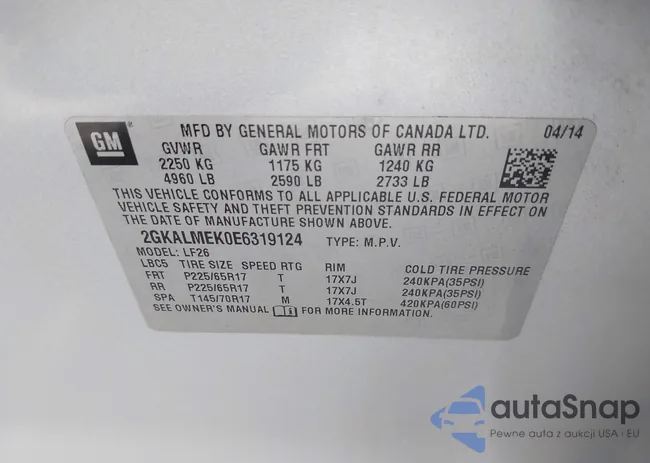 GM
MFD BY GENERAL MOTORS OF CANADA LTD. 04/14
GVWR GAWR FRT GAWR RR
2250 KG 1175 KG 1240 KG
4960 LB 2590 LB 2733 LB
THIS VEHICLE CONFORMS TO ALL APPLICABLE U.S. FEDERAL MOTOR
VEHICLE SAFETY AND THEFT PREVENTION STANDARDS IN EFFECT ON
THE DATE OF MANUFACTURE SHOWN ABOVE.
2GKALMEK0E6319124 TYPE: M.P.V.
MODEL: LF26
LBC5 TIRE SIZE SPEED RTG RIM COLD TIRE PRESSURE
FRT P225/65R17 T 17X7J 240KPA(35PSI)
RR P225/65R17 T 17X7J 240KPA(35PSI)
SPA T145/70R17 M 17X4.5T 420KPA(60PSI)
SEE OWNER'S MANUAL FOR MORE INFORMATION.
autaSnap
Pewne auta z aukcji USA i EU